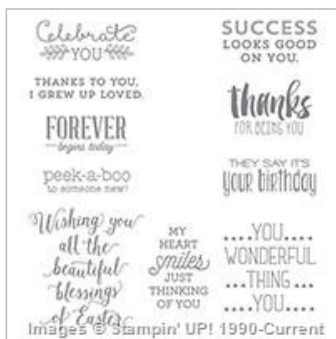 Celebrate
YOU
THANKS TO YOU,
I GREW UP LOVED.
FOREVER
begins today
peek-a-boo
to someone new!
Wishing you
all the
beautiful
blessings
of Easter
SUCCESS
LOOKS GOOD
ON YOU.
thanks
FOR BEING YOU
THEY SAY IT'S
your birthday
MY
HEART
smiles
JUST
THINKING
OF YOU
....YOU....
WONDERFUL
...THING...
....YOU....
Images © Stampin' UP! 1990-Current